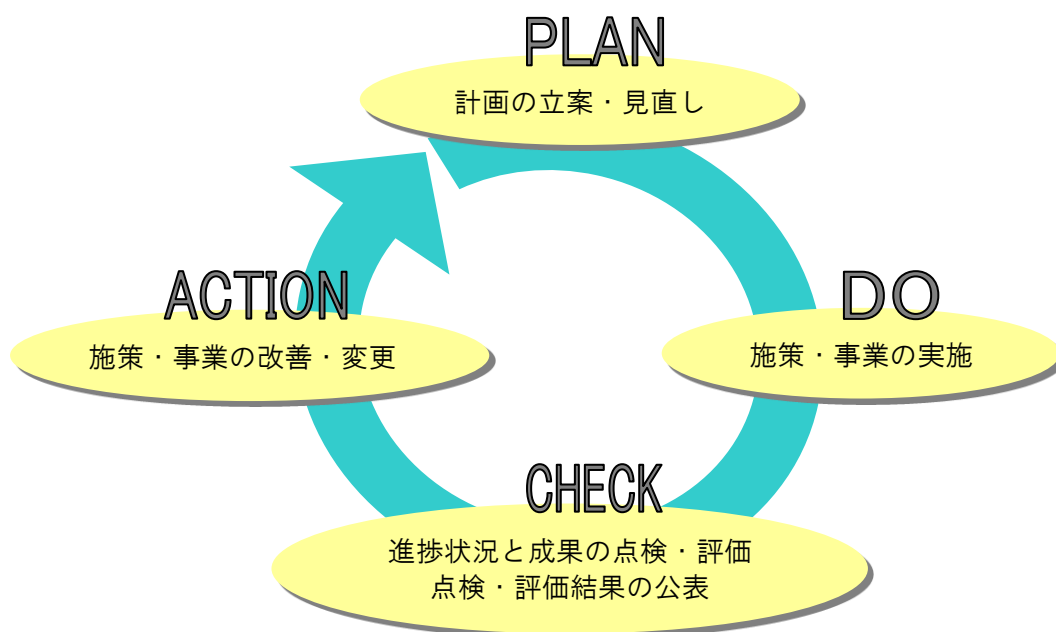 PLAN
計画の立案・見直し
DO
施策・事業の実施
CHECK
進捗状況と成果の点検・評価
点検・評価結果の公表
ACTION
施策・事業の改善・変更